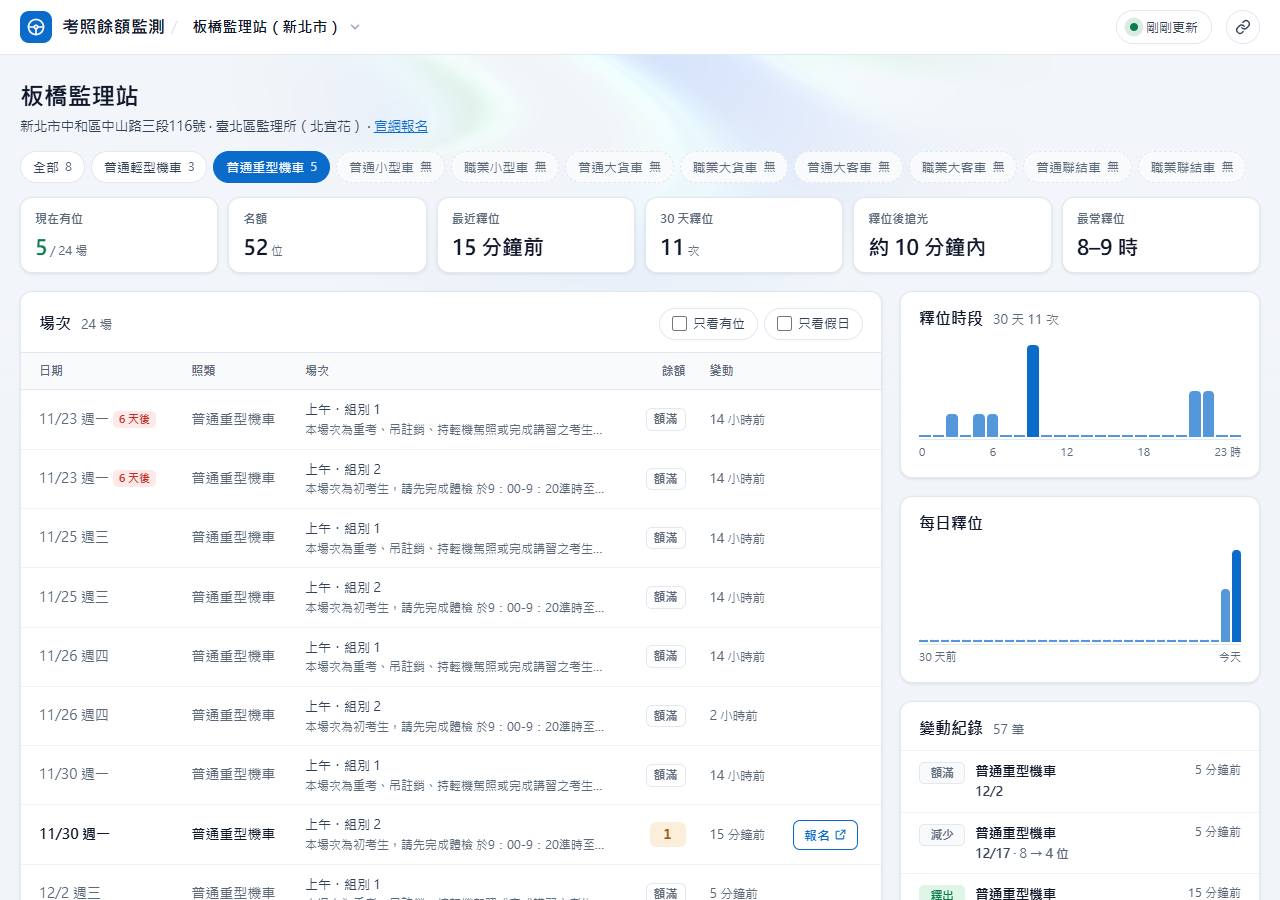 考照餘額監測 / 板橋監理站（新北市）
剛剛更新
板橋監理站
新北市中和區中山路三段116號 · 臺北區監理所（北宜花） · 官網報名
全部 8 普通輕型機車 3 普通重型機車 5 普通小型車 無 職業小型車 無 普通大貨車 無 職業大貨車 無 普通大客車 無 職業大客車 無 普通聯結車 無 職業聯結車 無
現在有位
5 / 24 場
名額
52 位
最近釋位
15 分鐘前
30 天釋位
11 次
釋位後搶光
約 10 分鐘內
最常釋位
8–9 時
場次 24 場
只看有位 只看假日
日期 照類 場次 餘額 變動
11/23 週一 6 天後 普通重型機車 上午・組別 1 額滿 14 小時前
本場次為重考、吊註銷、持輕機駕照或完成講習之考生...
11/23 週一 6 天後 普通重型機車 上午・組別 2 額滿 14 小時前
本場次為初考生，請先完成體檢 於9：00-9：20準時至...
11/25 週三 普通重型機車 上午・組別 1 額滿 14 小時前
本場次為重考、吊註銷、持輕機駕照或完成講習之考生...
11/25 週三 普通重型機車 上午・組別 2 額滿 14 小時前
本場次為初考生，請先完成體檢 於9：00-9：20準時至...
11/26 週四 普通重型機車 上午・組別 1 額滿 14 小時前
本場次為重考、吊註銷、持輕機駕照或完成講習之考生...
11/26 週四 普通重型機車 上午・組別 2 額滿 2 小時前
本場次為初考生，請先完成體檢 於9：00-9：20準時至...
11/30 週一 普通重型機車 上午・組別 1 額滿 14 小時前
本場次為重考、吊註銷、持輕機駕照或完成講習之考生...
11/30 週一 普通重型機車 上午・組別 2 1 15 分鐘前 報名
本場次為初考生，請先完成體檢 於9：00-9：20準時至...
12/2 週三 普通重型機車 上午・組別 1 額滿 5 分鐘前
釋位時段 30 天 11 次
0 6 12 18 23 時
每日釋位
30 天前 今天
變動紀錄 57 筆
額滿 普通重型機車 5 分鐘前
12/2
減少 普通重型機車 5 分鐘前
12/17 · 8 → 4 位
釋出 普通重型機車 15 分鐘前